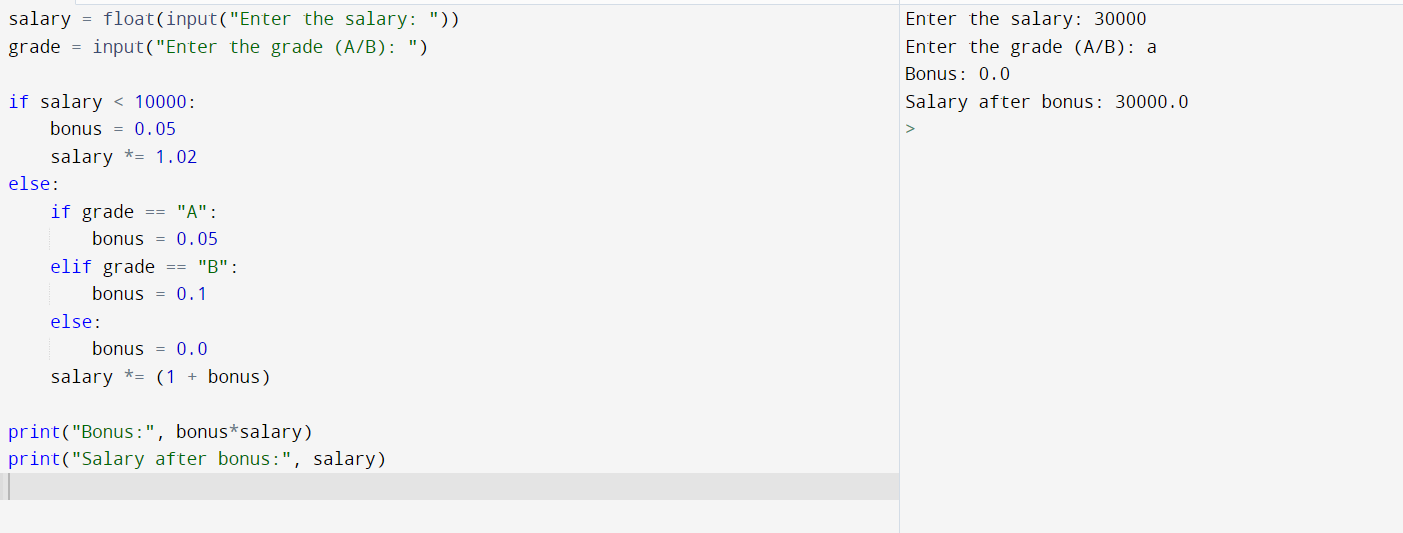 salary = float(input("Enter the salary: "))
grade = input("Enter the grade (A/B): ")
if salary < 10000:
    bonus = 0.05
    salary *= 1.02
else:
    if grade == "A":
        bonus = 0.05
    elif grade == "B":
        bonus = 0.1
    else:
        bonus = 0.0
    salary *= (1 + bonus)
print("Bonus:", bonus*salary)
print("Salary after bonus:", salary)
Enter the salary: 30000
Enter the grade (A/B): a
Bonus: 0.0
Salary after bonus: 30000.0
>